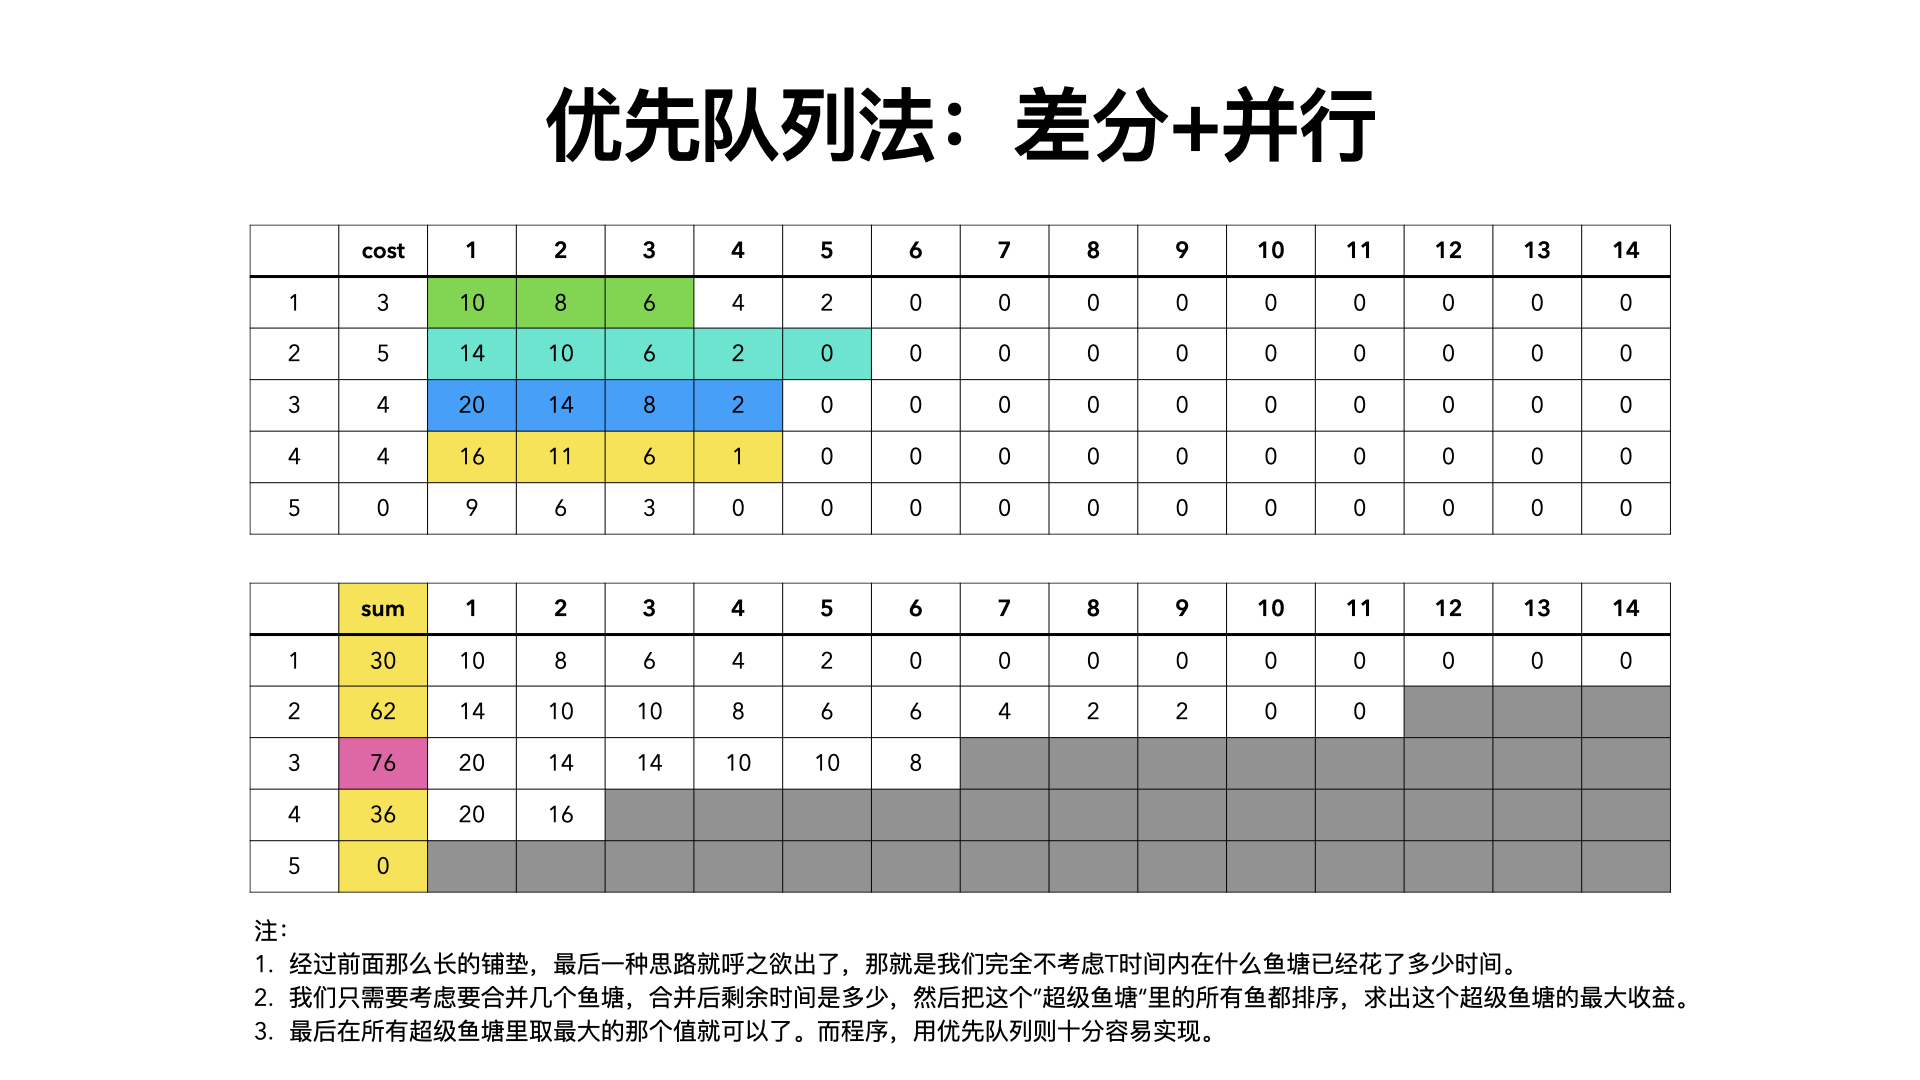 优先队列法：差分+并行
cost 1 2 3 4 5 6 7 8 9 10 11 12 13 14
1 3 10 8 6 4 2 0 0 0 0 0 0 0 0 0
2 5 14 10 6 2 0 0 0 0 0 0 0 0 0 0
3 4 20 14 8 2 0 0 0 0 0 0 0 0 0 0
4 4 16 11 6 1 0 0 0 0 0 0 0 0 0 0
5 0 9 6 3 0 0 0 0 0 0 0 0 0 0 0
sum 1 2 3 4 5 6 7 8 9 10 11 12 13 14
1 30 10 8 6 4 2 0 0 0 0 0 0 0 0 0
2 62 14 10 10 8 6 6 4 2 2 0 0
3 76 20 14 14 10 10 8
4 36 20 16
5 0
注：
1. 经过前面那么长的铺垫，最后一种思路就呼之欲出了，那就是我们完全不考虑T时间内在什么鱼塘已经花了多少时间。
2. 我们只需要考虑要合并几个鱼塘，合并后剩余时间是多少，然后把这个”超级鱼塘“里的所有鱼都排序，求出这个超级鱼塘的最大收益。
3. 最后在所有超级鱼塘里取最大的那个值就可以了。而程序，用优先队列则十分容易实现。